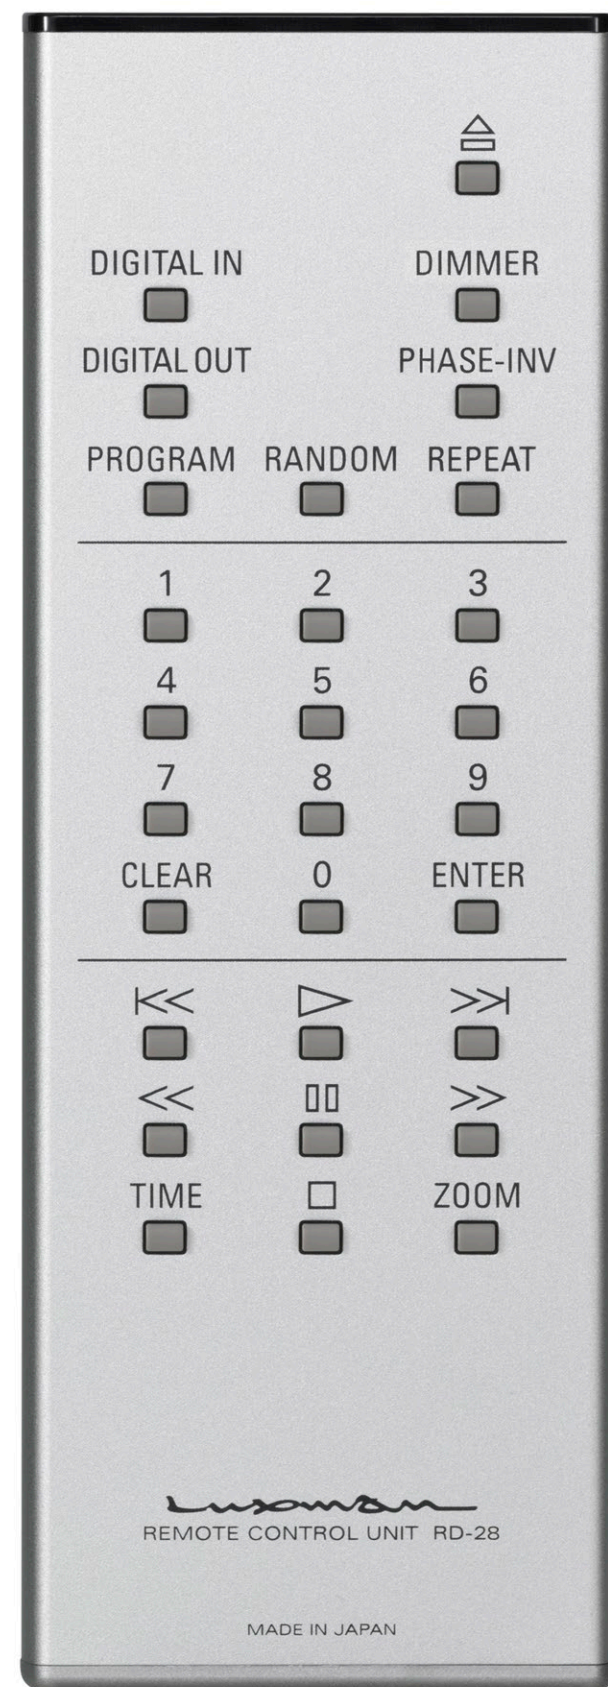 DIGITAL IN DIMMER
DIGITAL OUT PHASE-INV
PROGRAM RANDOM REPEAT
1 2 3
4 5 6
7 8 9
CLEAR 0 ENTER
TIME ZOOM
Luxman
REMOTE CONTROL UNIT RD-28
MADE IN JAPAN